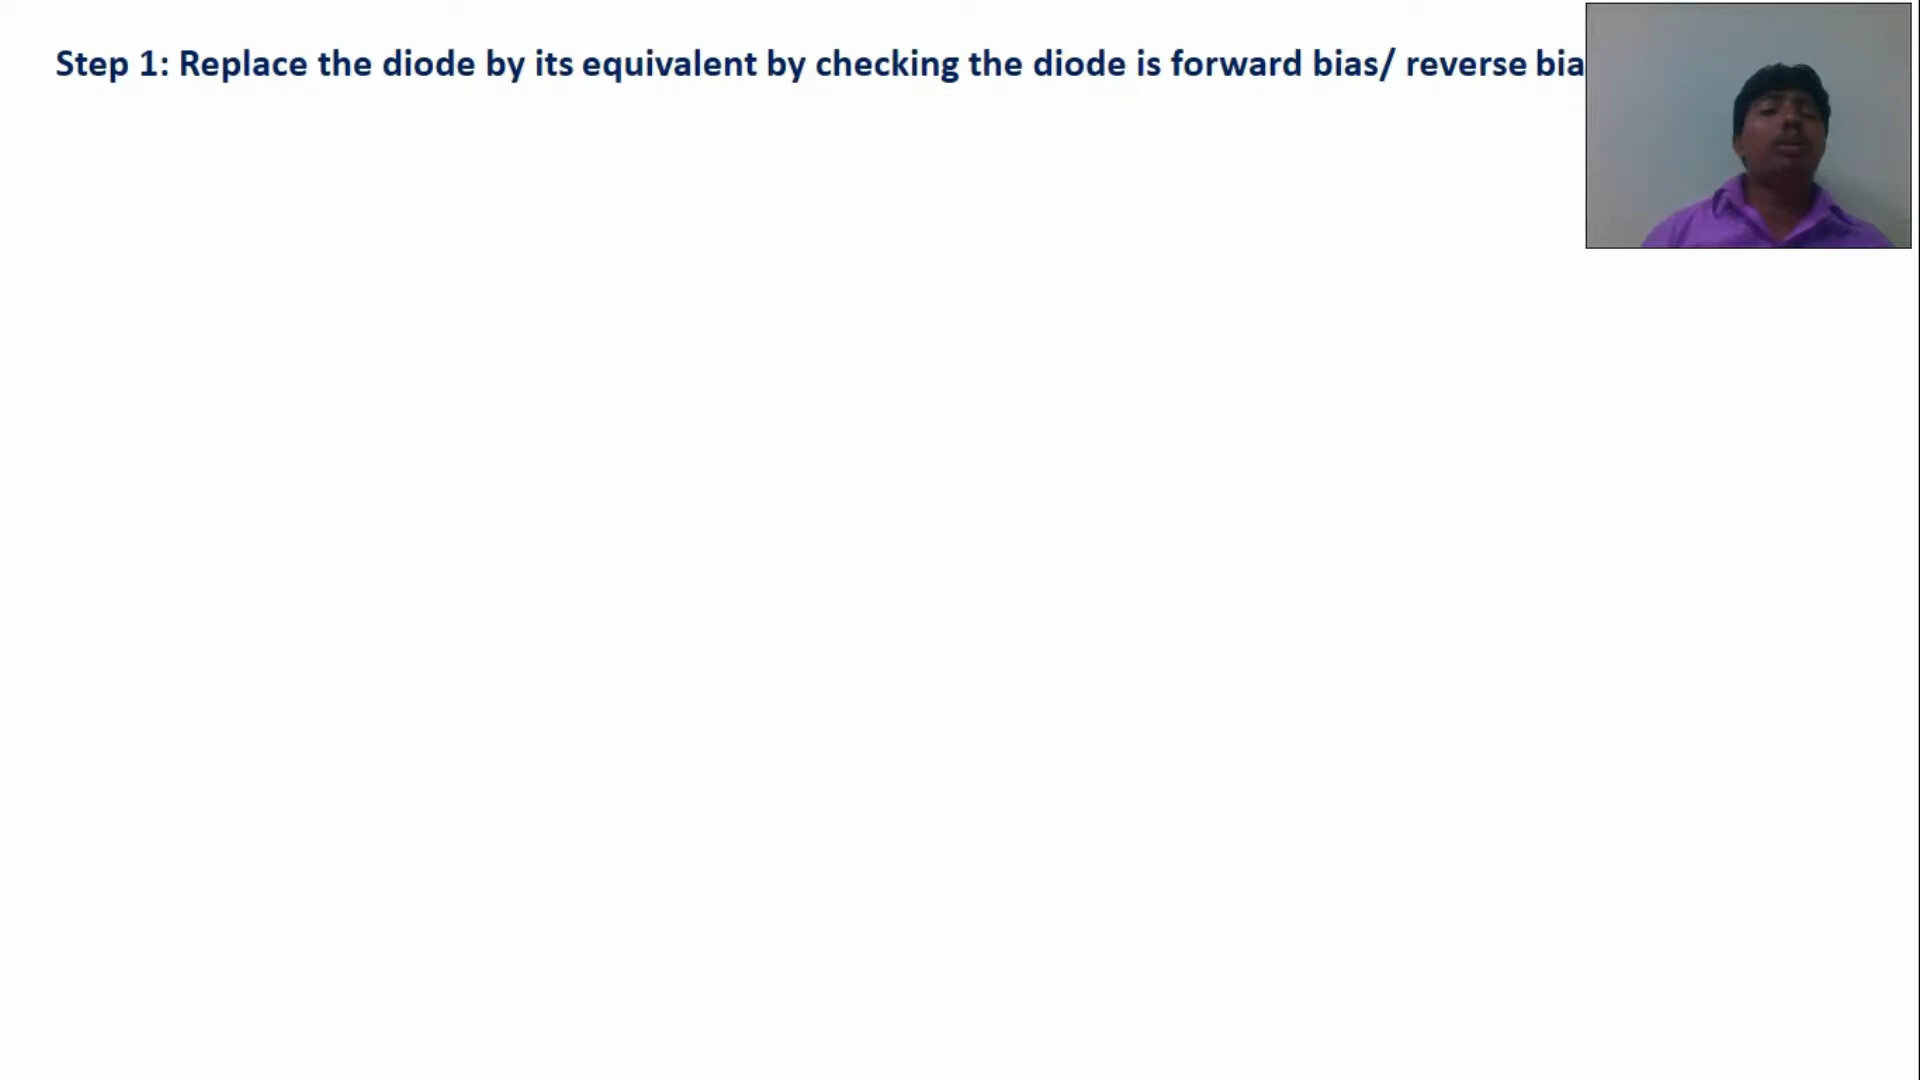 Step 1: Replace the diode by its equivalent by checking the diode is forward bias/ reverse bia